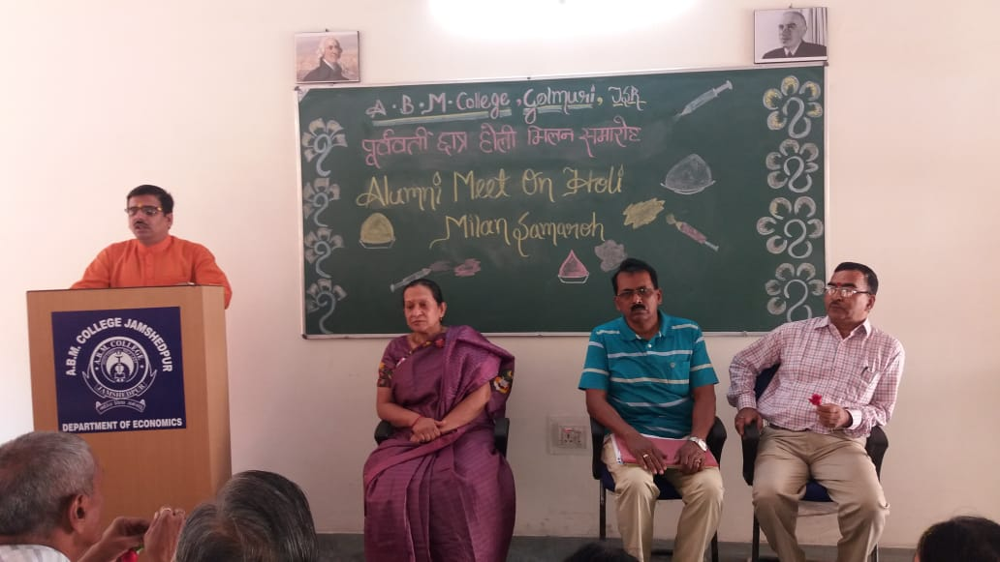 A.B.M. College, Golmuri, JSR
पूर्ववर्ती छात्र होली मिलन समारोह
Alumni Meet On Holi
Milan Samaroh
A.B.M. COLLEGE JAMSHEDPUR
A.B.M. COLLEGE
JAMSHEDPUR
DEPARTMENT OF ECONOMICS